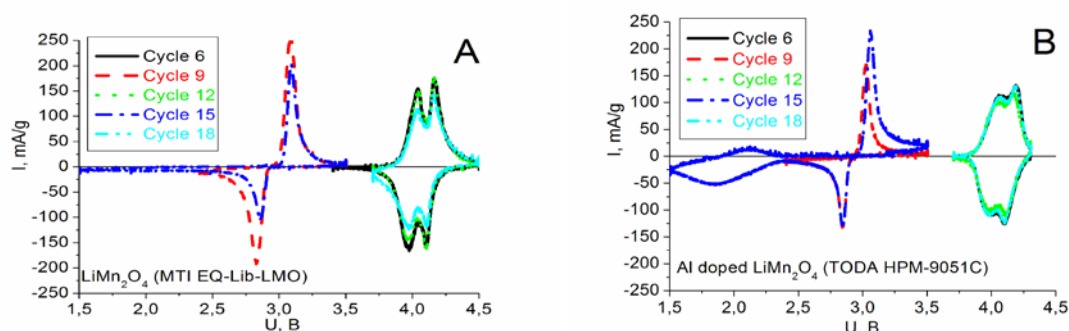 250
200
150
100
50
0
-50
-100
-150
-200
-250
I, mA/g
Cycle 6
Cycle 9
Cycle 12
Cycle 15
Cycle 18
A
LiMn2O4 (MTI EQ-Lib-LMO)
1,5 2,0 2,5 3,0 3,5 4,0 4,5
U, B
250
200
150
100
50
0
-50
-100
-150
-200
-250
I, mA/g
Cycle 6
Cycle 9
Cycle 12
Cycle 15
Cycle 18
B
Al doped LiMn2O4 (TODA HPM-9051C)
1,5 2,0 2,5 3,0 3,5 4,0 4,5
U, B